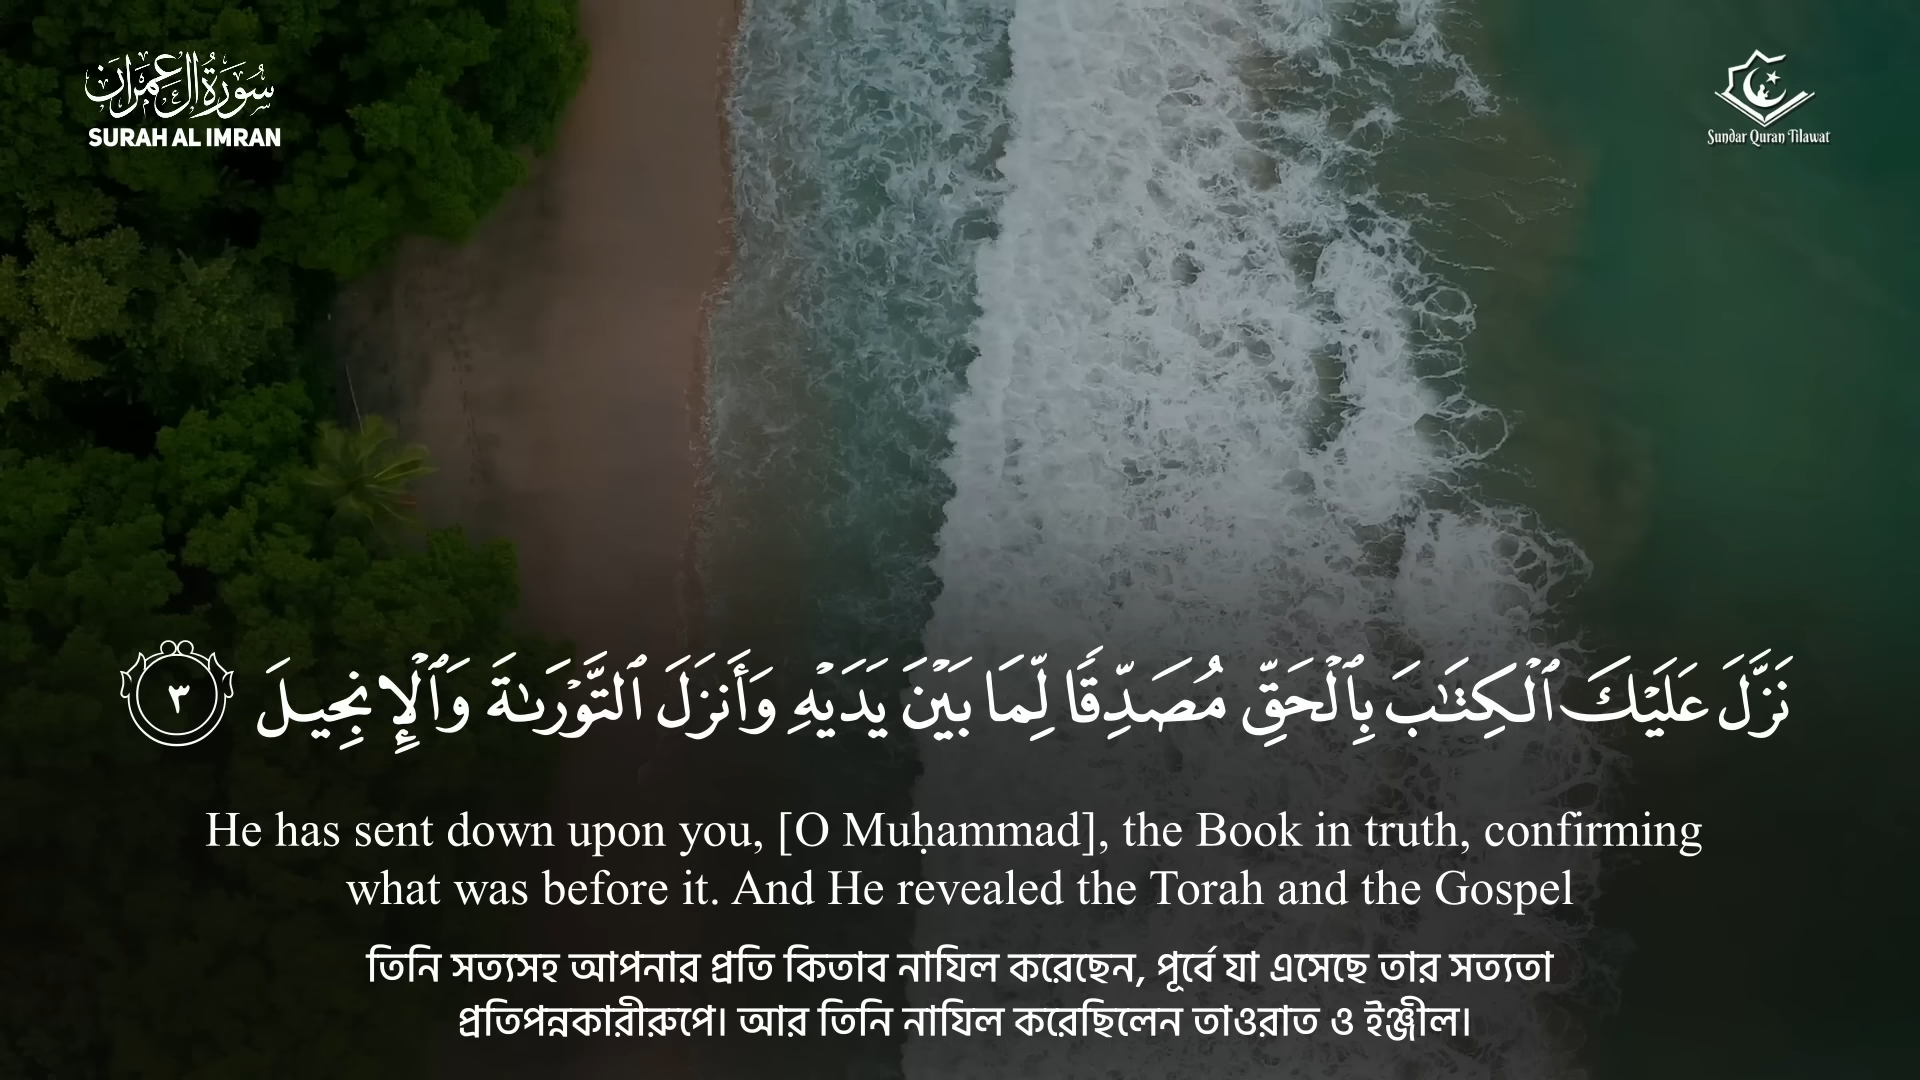 سُورَةُ آل عِمرَان
SURAH AL IMRAN
Sundar Quran Tilawat
نَزَّلَ عَلَيْكَ ٱلْكِتَـٰبَ بِٱلْحَقِّ مُصَدِّقًا لِّمَا بَيْنَ يَدَيْهِ وَأَنزَلَ ٱلتَّوْرَىٰةَ وَٱلْإِنجِيلَ ٣
He has sent down upon you, [O Muḥammad], the Book in truth, confirming
what was before it. And He revealed the Torah and the Gospel
তিনি সত্যসহ আপনার প্রতি কিতাব নাযিল করেছেন, পূর্বে যা এসেছে তার সত্যতা
প্রতিপন্নকারীরূপে। আর তিনি নাযিল করেছিলেন তাওরাত ও ইঞ্জীল।